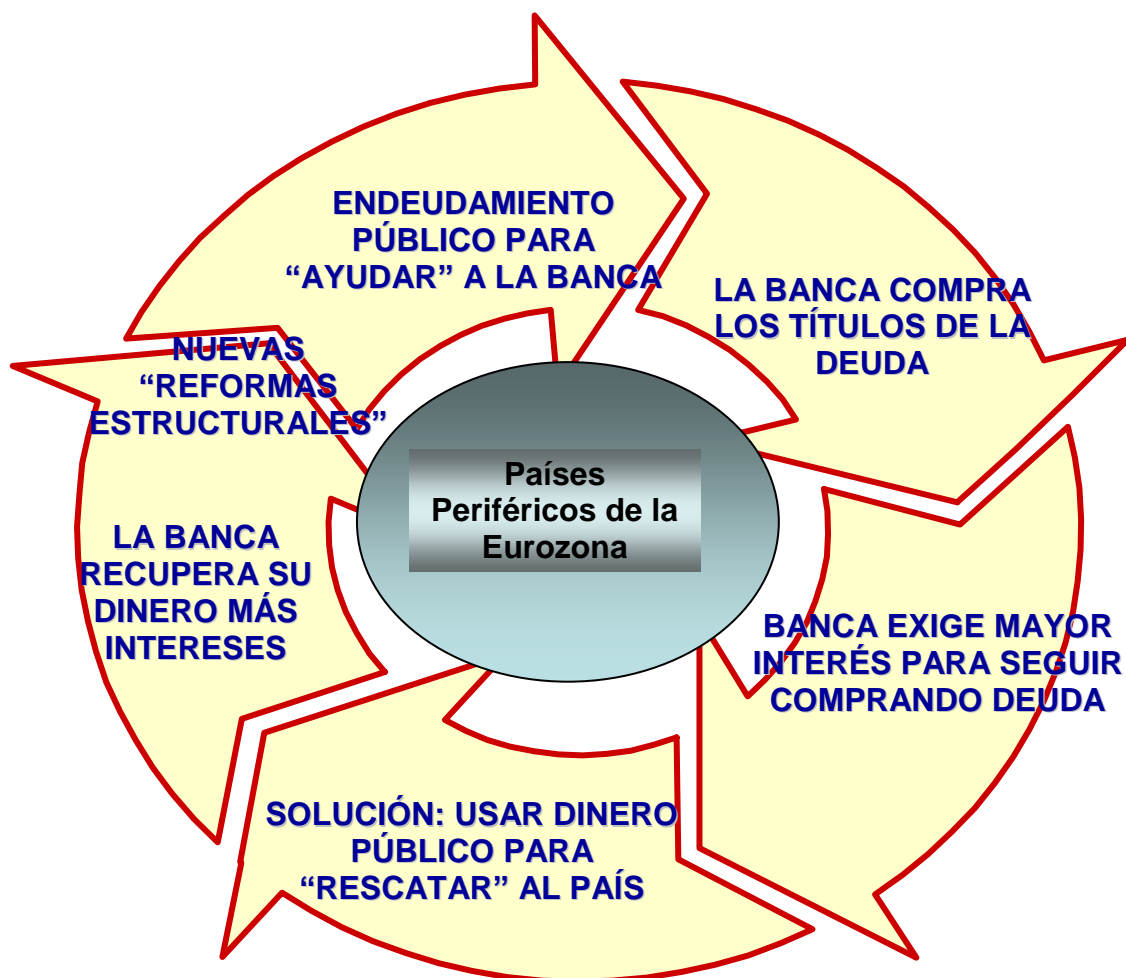 ENDEUDAMIENTO
PÚBLICO PARA
“AYUDAR” A LA BANCA
LA BANCA COMPRA
LOS TÍTULOS DE LA
DEUDA
BANCA EXIGE MAYOR
INTERÉS PARA SEGUIR
COMPRANDO DEUDA
SOLUCIÓN: USAR DINERO
PÚBLICO PARA
“RESCATAR” AL PAÍS
LA BANCA
RECUPERA SU
DINERO MÁS
INTERESES
NUEVAS
“REFORMAS
ESTRUCTURALES”
Países
Periféricos de la
Eurozona